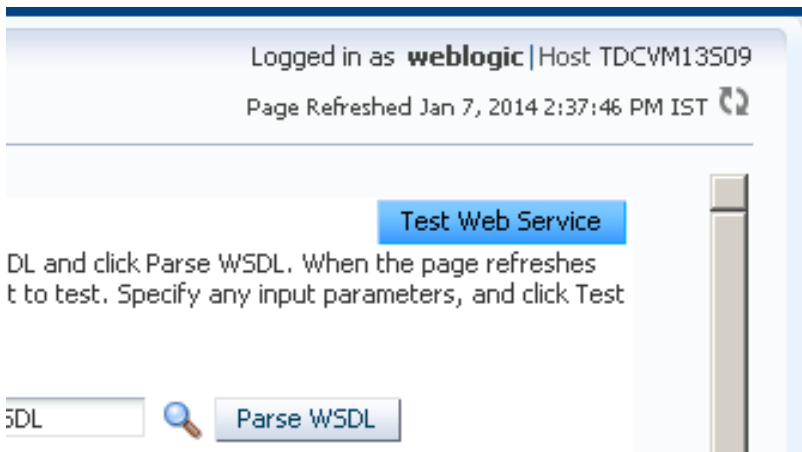 Logged in as weblogic|Host TDCVM13S09
Page Refreshed Jan 7, 2014 2:37:46 PM IST
Test Web Service
DL and click Parse WSDL. When the page refreshes
t to test. Specify any input parameters, and click Test
SDL Parse WSDL